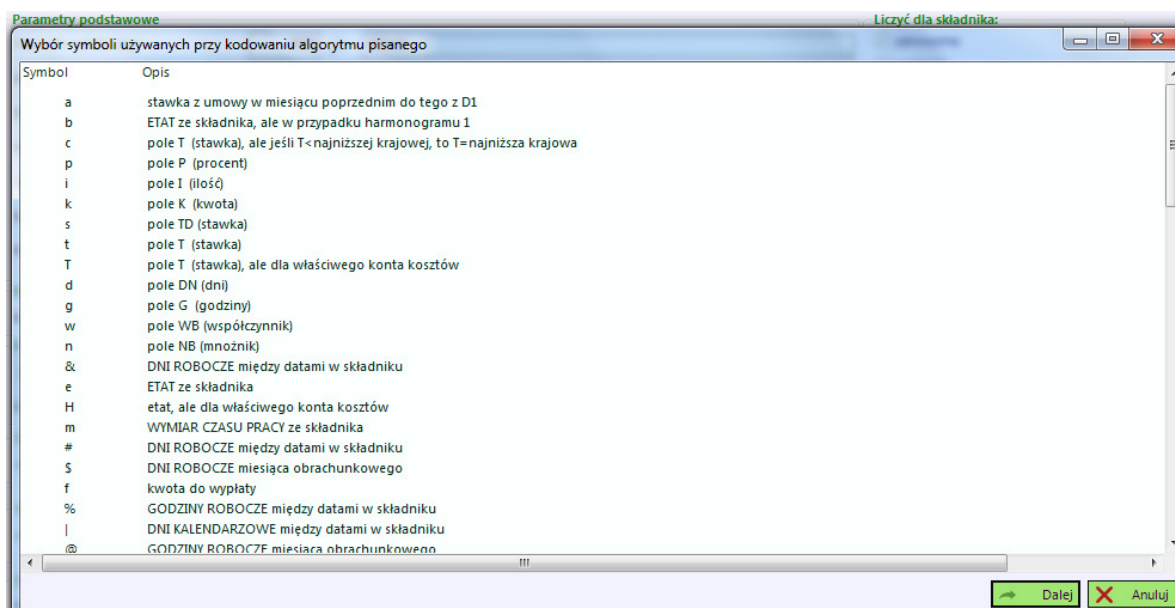 Parametry podstawowe Liczyć dla składnika:
Wybór symboli używanych przy kodowaniu algorytmu pisanego
Symbol Opis
a stawka z umowy w miesiącu poprzednim do tego z D1
b ETAT ze składnika, ale w przypadku harmonogramu 1
c pole T (stawka), ale jeśli T<najniższej krajowej, to T=najniższa krajowa
p pole P (procent)
i pole I (ilość)
k pole K (kwota)
s pole TD (stawka)
t pole T (stawka)
T pole T (stawka), ale dla właściwego konta kosztów
d pole DN (dni)
g pole G (godziny)
w pole WB (współczynnik)
n pole NB (mnożnik)
& DNI ROBOCZE między datami w składniku
e ETAT ze składnika
H etat, ale dla właściwego konta kosztów
m WYMIAR CZASU PRACY ze składnika
# DNI ROBOCZE między datami w składniku
$ DNI ROBOCZE miesiąca obrachunkowego
f kwota do wypłaty
% GODZINY ROBOCZE między datami w składniku
| DNI KALENDARZOWE między datami w składniku
@ GODZINY ROBOCZE miesiąca obrachunkowego
Dalej Anuluj